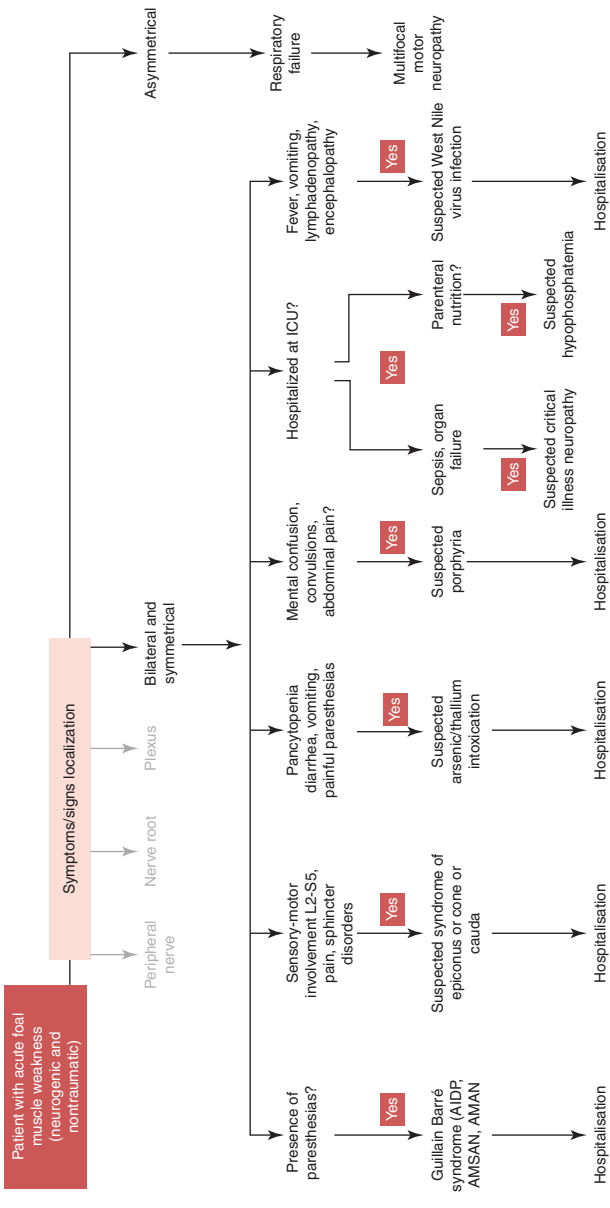 Patient with acute foal
muscle weakness
(neurogenic and
nontraumatic)
Symptoms/signs localization
Peripheral
nerve
Nerve root
Plexus
Bilateral and
symmetrical
Asymmetrical
Presence of
paresthesias?
Sensory-motor
involvement L2-S5,
pain, sphincter
disorders
Pancytopenia
diarrhea, vomiting,
painful paresthesias
Mental confusion,
convulsions,
abdominal pain?
Hospitalized at ICU?
Fever, vomiting,
lymphadenopathy,
encephalopathy
Respiratory
failure
Yes
Yes
Yes
Yes
Yes
Yes
Guillain Barré
syndrome (AIDP,
AMSAN, AMAN
Suspected syndrome of
epiconus or cone or
cauda
Suspected
arsenic/thallium
intoxication
Suspected
porphyria
Sepsis, organ
failure
Parenteral
nutrition?
Suspected West Nile
virus infection
Multifocal
motor
neuropathy
Yes
Yes
Suspected critical
illness neuropathy
Suspected
hypophosphatemia
Hospitalisation
Hospitalisation
Hospitalisation
Hospitalisation
Hospitalisation